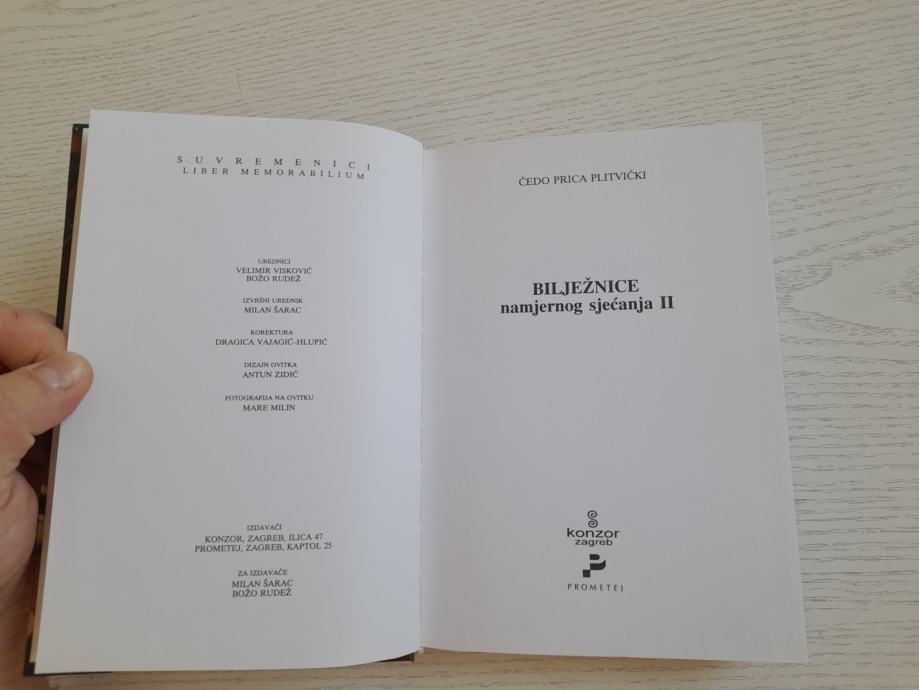 SUVREMENICI
LIBER MEMORABILIUM
UREDNICI
VELIMIR VISKOVIĆ
BOŽO RUDEŽ
IZVRŠNI UREDNIK
MILAN ŠARAC
KOREKTURA
DRAGICA VAJAGIĆ–HLUPIĆ
DIZAJN OVITKA
ANTUN ZIDIĆ
FOTOGRAFIJA NA OVITKU
MARE MILIN
IZDAVAČI
KONZOR, ZAGREB, ILICA 47
PROMETEJ, ZAGREB, KAPTOL 25
ZA IZDAVAČE
MILAN ŠARAC
BOŽO RUDEŽ
ČEDO PRICA PLITVIČKI
BILJEŽNICE
namjernog sjećanja II
konzor
zagreb
PROMETEJ